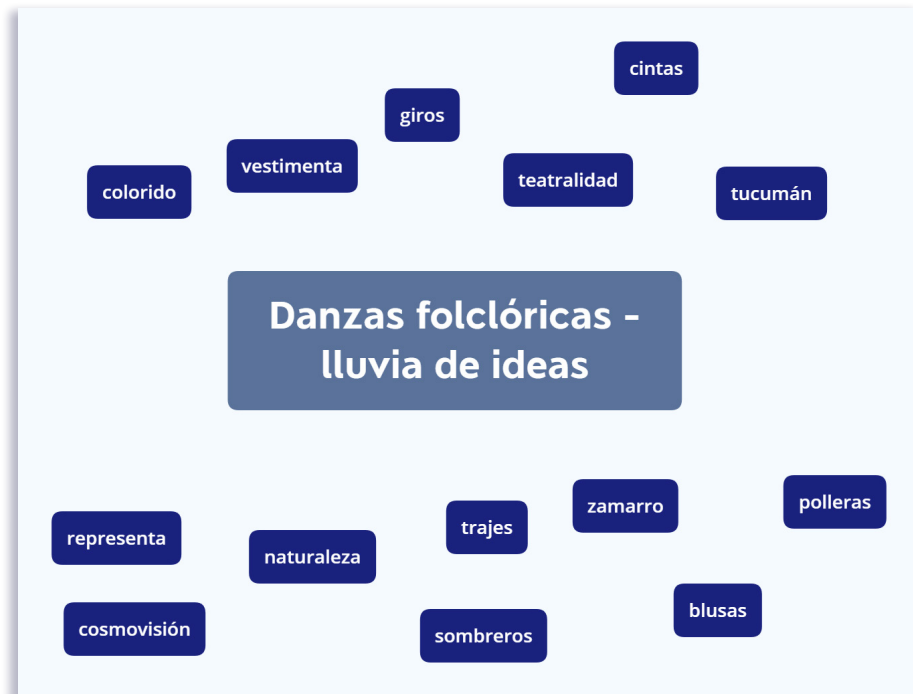 cintas
giros
vestimenta
teatralidad
colorido
tucumán
Danzas folclóricas -
lluvia de ideas
polleras
zamarro
trajes
representa
naturaleza
blusas
cosmovisión
sombreros